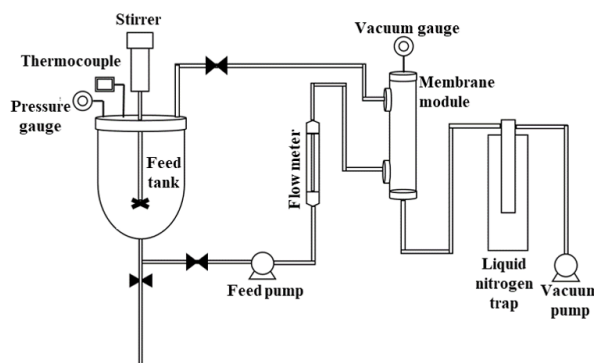 Stirrer
Thermocouple
Pressure
gauge
Feed
tank
Flow meter
Feed pump
Vacuum gauge
Membrane
module
Liquid
nitrogen
trap
Vacuum
pump